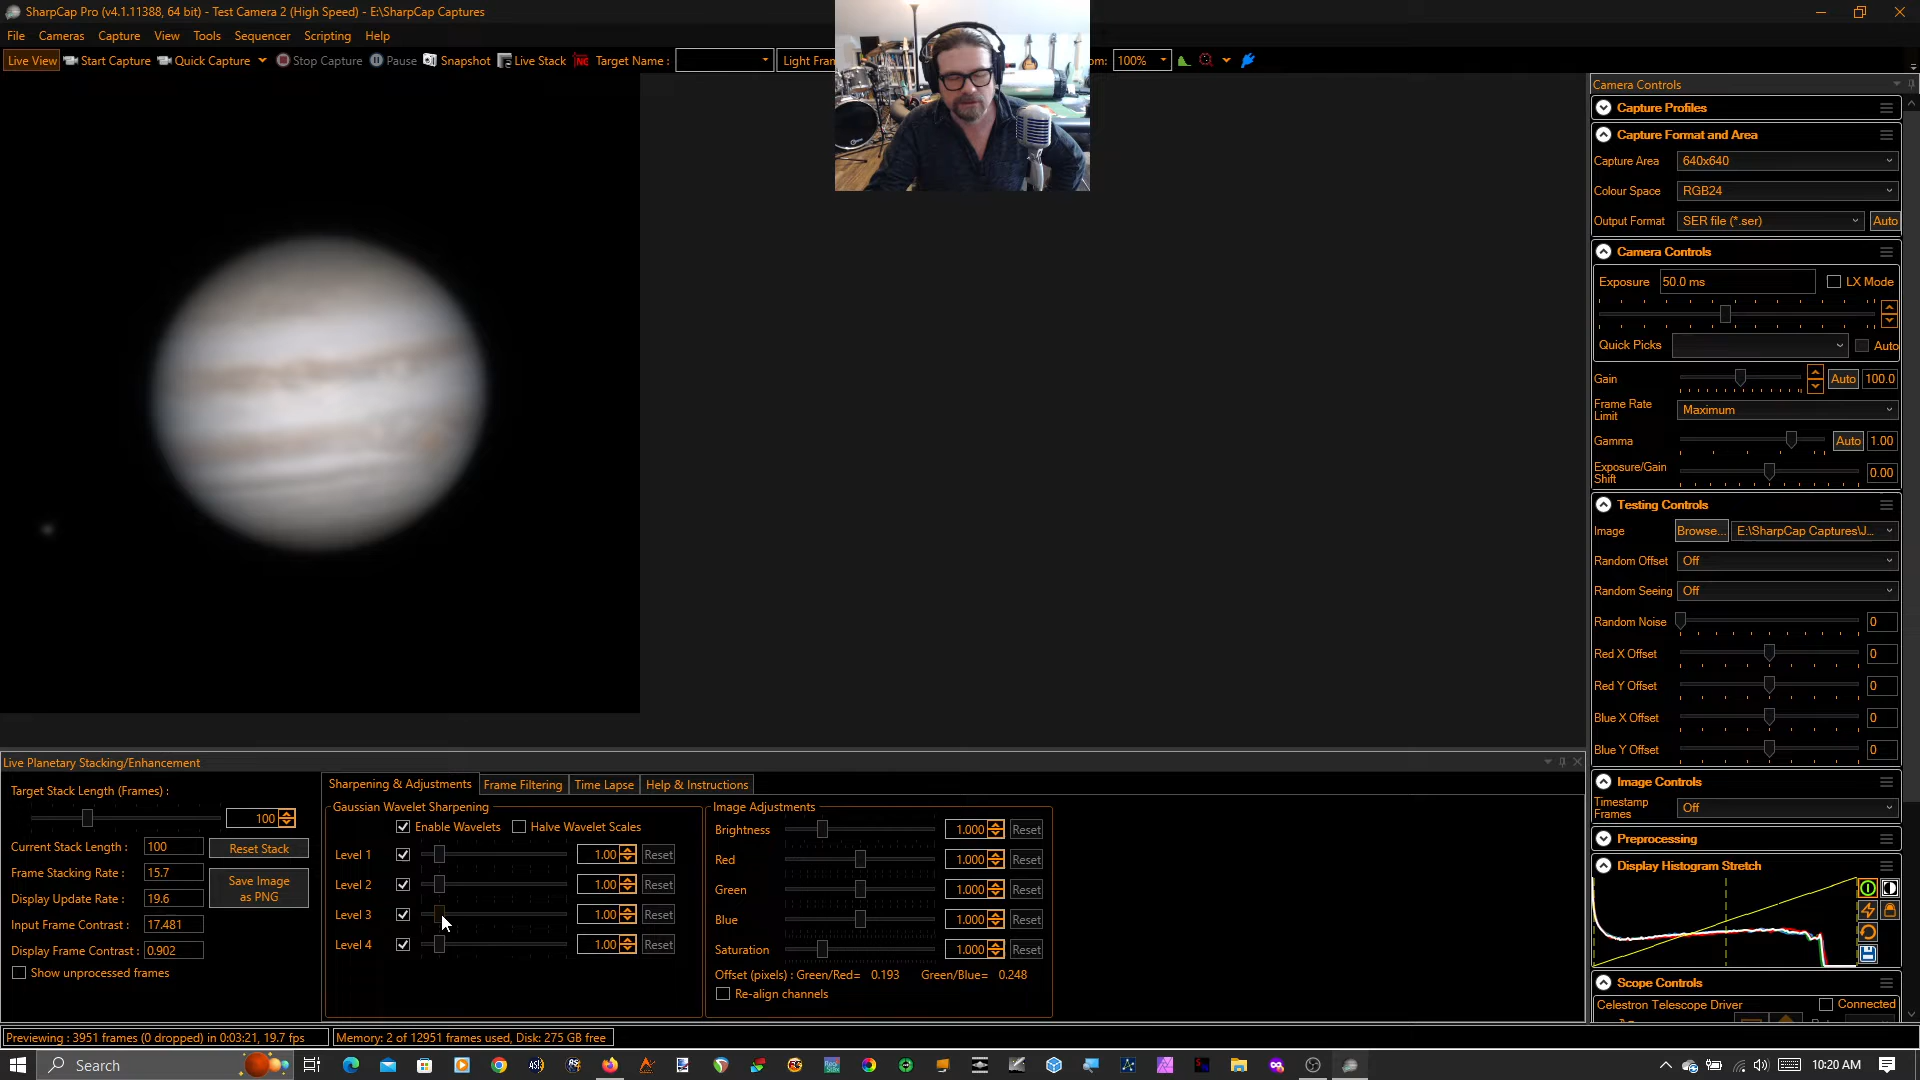 SharpCap Pro (v4.1.11388, 64 bit) - Test Camera 2 (High Speed) - E:\SharpCap Captures
File Cameras Capture View Tools Sequencer Scripting Help
Live View Start Capture Quick Capture Stop Capture Pause Snapshot Live Stack Target Name : Light Fram om: 100%
Camera Controls
Capture Profiles
Capture Format and Area
Capture Area 640x640
Colour Space RGB24
Output Format SER file (*.ser) Auto
Camera Controls
Exposure 50.0 ms LX Mode
Quick Picks Auto
Gain Auto 100.0
Frame Rate
Limit Maximum
Gamma Auto 1.00
Exposure/Gain
Shift 0.00
Testing Controls
Image Browse... E:\SharpCap Captures\J...
Random Offset Off
Random Seeing Off
Random Noise 0
Red X Offset 0
Red Y Offset 0
Blue X Offset 0
Blue Y Offset 0
Image Controls
Timestamp
Frames Off
Preprocessing
Display Histogram Stretch
Scope Controls
Celestron Telescope Driver Connected
Live Planetary Stacking/Enhancement
Target Stack Length (Frames) :
100
Current Stack Length : 100 Reset Stack
Frame Stacking Rate : 15.7
Save Image
as PNG
Display Update Rate : 19.6
Input Frame Contrast : 17.481
Display Frame Contrast : 0.902
Show unprocessed frames
Sharpening & Adjustments Frame Filtering Time Lapse Help & Instructions
Gaussian Wavelet Sharpening
Enable Wavelets Halve Wavelet Scales
Level 1 1.00 Reset
Level 2 1.00 Reset
Level 3 1.00 Reset
Level 4 1.00 Reset
Image Adjustments
Brightness 1.000 Reset
Red 1.000 Reset
Green 1.000 Reset
Blue 1.000 Reset
Saturation 1.000 Reset
Offset (pixels) : Green/Red= 0.193 Green/Blue= 0.248
Re-align channels
Previewing : 3951 frames (0 dropped) in 0:03:21, 19.7 fps Memory: 2 of 12951 frames used, Disk: 275 GB free
Search
10:20 AM